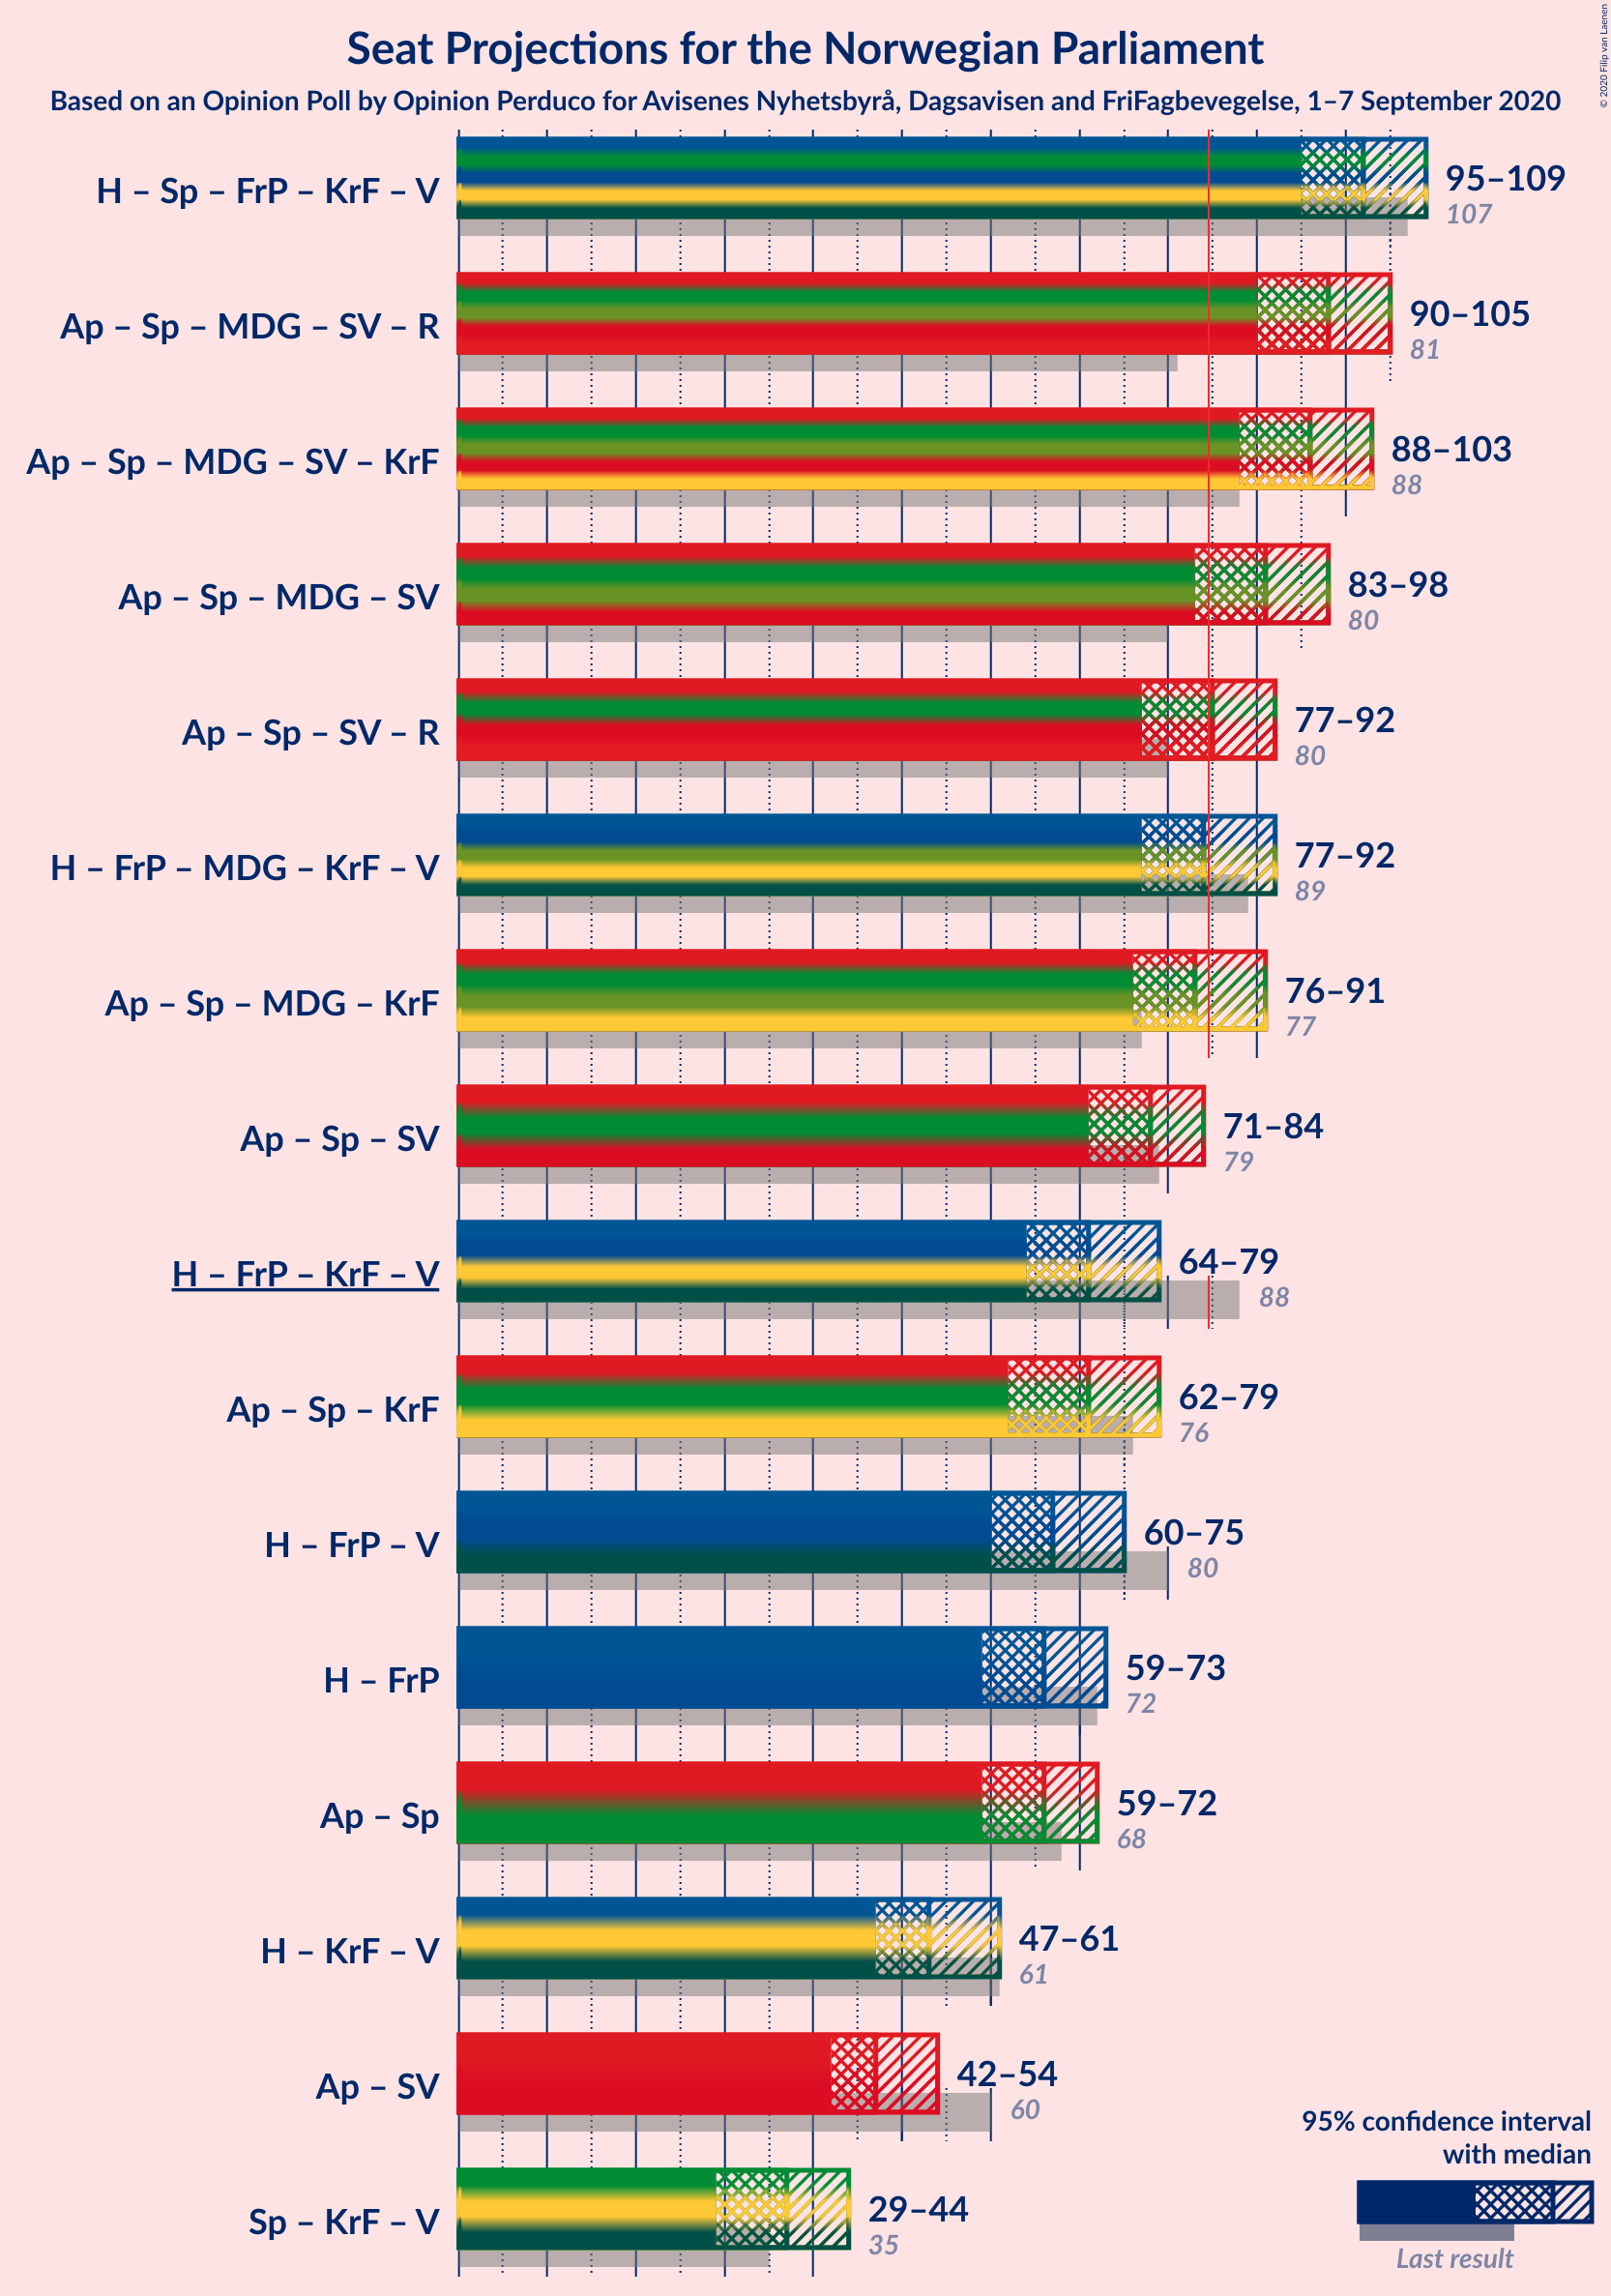 Seat Projections for the Norwegian Parliament
Based on an Opinion Poll by Opinion Perduco for Avisenes Nyhetsbyrå, Dagsavisen and FriFagbevegelse, 1–7 September 2020
© 2020 Filip van Laenen
H – Sp – FrP – KrF – V
95–109
107
Ap – Sp – MDG – SV – R
90–105
81
Ap – Sp – MDG – SV – KrF
88–103
88
Ap – Sp – MDG – SV
83–98
80
Ap – Sp – SV – R
77–92
80
H – FrP – MDG – KrF – V
77–92
89
Ap – Sp – MDG – KrF
76–91
77
Ap – Sp – SV
71–84
79
H – FrP – KrF – V
64–79
88
Ap – Sp – KrF
62–79
76
H – FrP – V
60–75
80
H – FrP
59–73
72
Ap – Sp
59–72
68
H – KrF – V
47–61
61
Ap – SV
42–54
60
Sp – KrF – V
29–44
35
95% confidence interval
with median
Last result